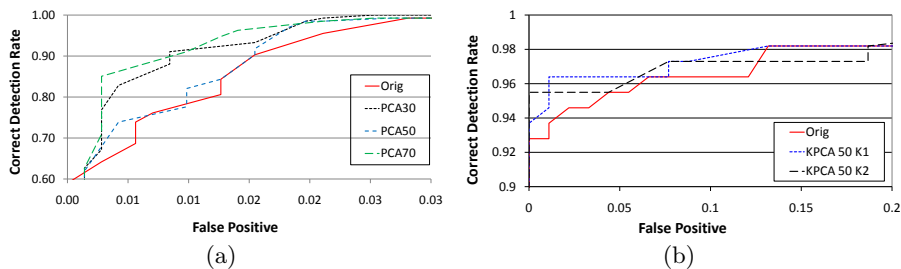 1.00
0.90
0.80
0.70
0.60
Correct Detection Rate
0.00
0.01
0.01
0.02
0.02
0.03
0.03
False Positive
Orig
PCA30
PCA50
PCA70
(a)
1
0.98
0.96
0.94
0.92
0.9
Correct Detection Rate
0
0.05
0.1
0.15
0.2
False Positive
Orig
KPCA 50 K1
KPCA 50 K2
(b)